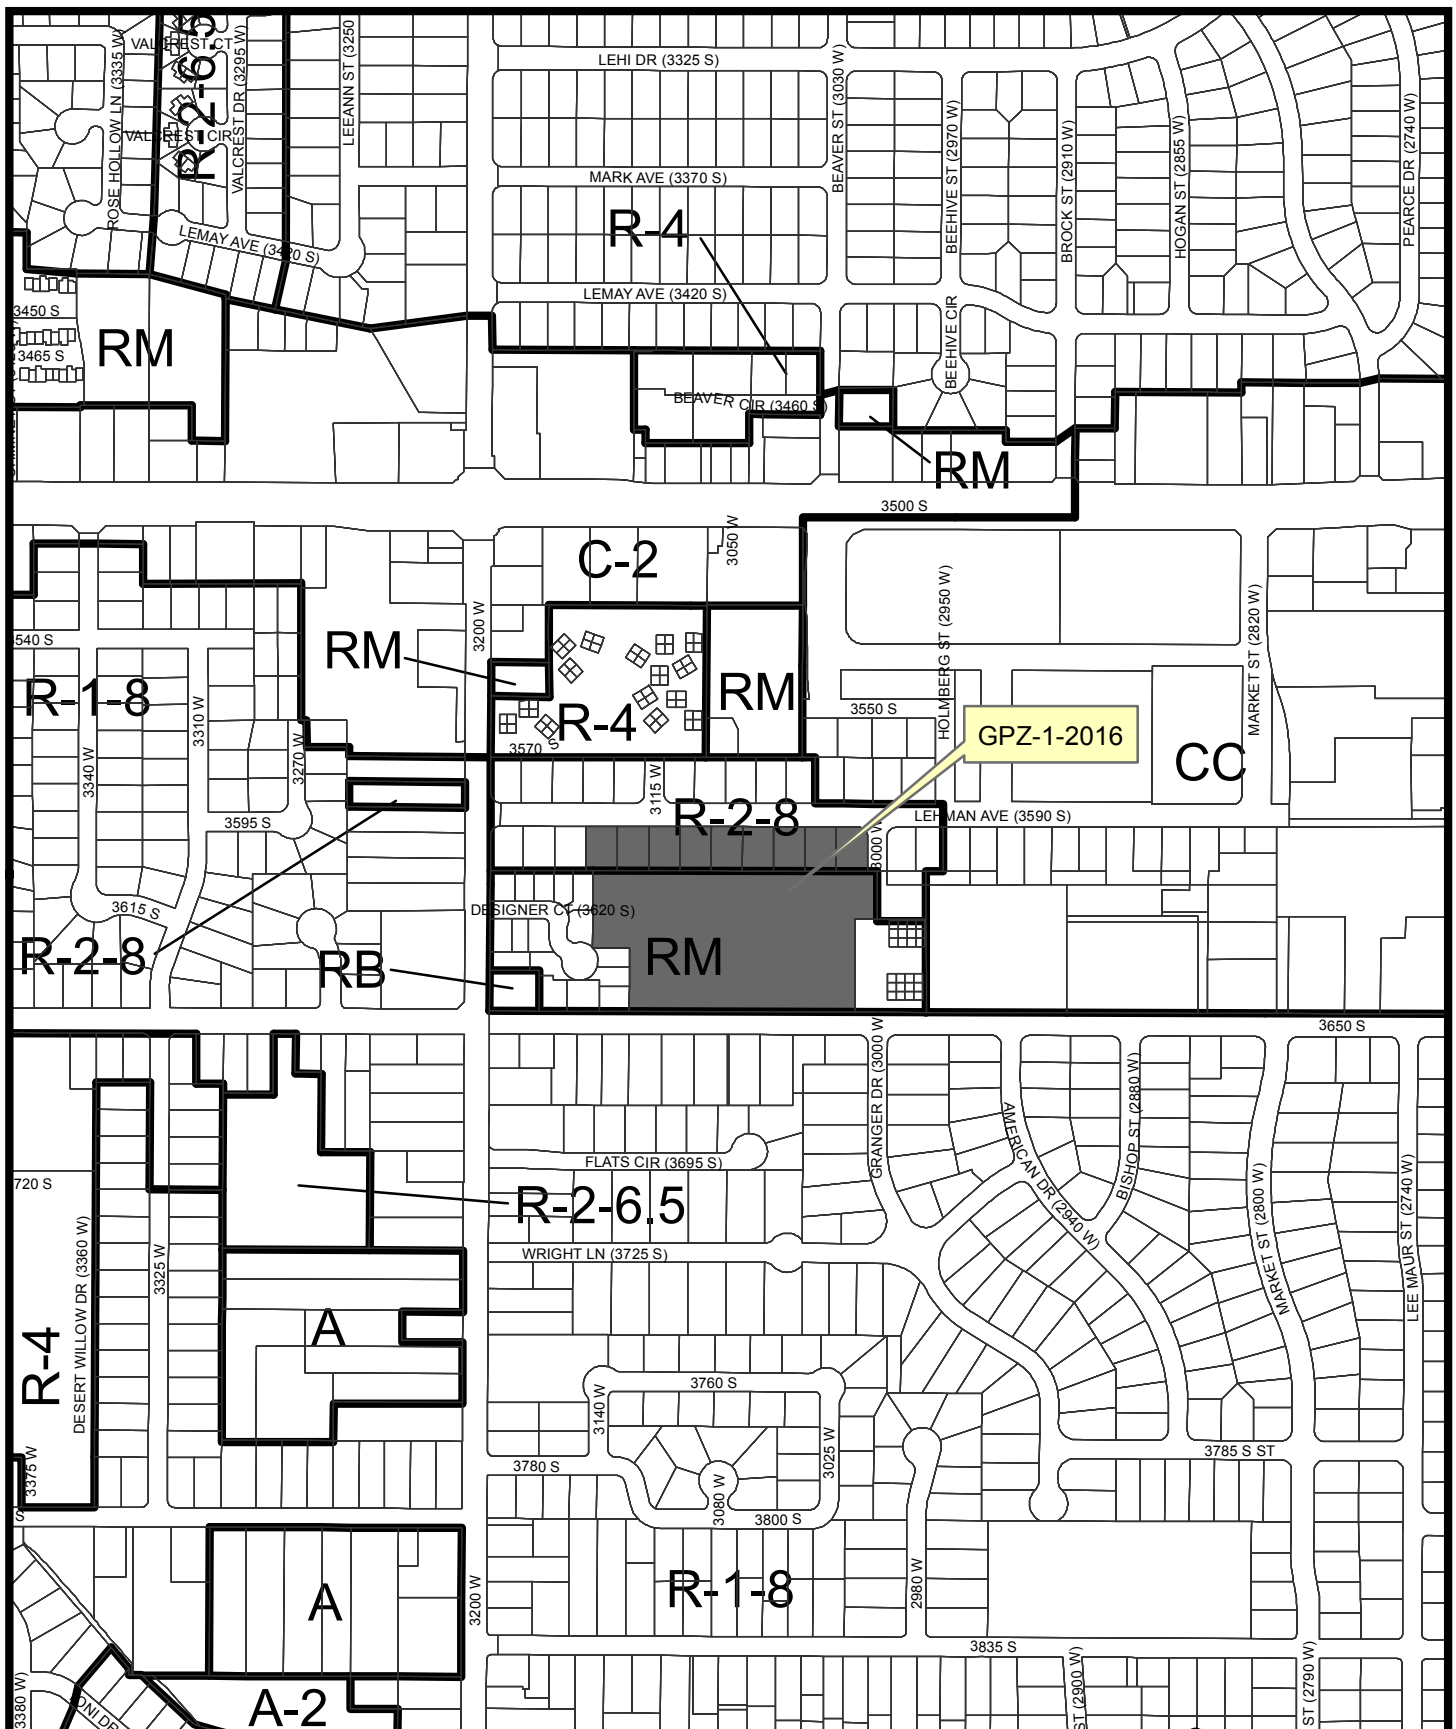 R-2-6.5
VALCREST CT
ROSE HOLLOW LN (3335 W)
VALCREST DR (3295 W)
LEEANN ST (3250
LEHI DR (3325 S)
BEAVER ST (3030 W)
VALCREST CIR
BEEHIVE ST (2970 W)
BROCK ST (2910 W)
HOGAN ST (2855 W)
PEARCE DR (2740 W)
MARK AVE (3370 S)
R-4
LEMAY AVE (3420 S)
LEMAY AVE (3420 S)
3450 S
RM
3465 S
BEEHIVE CIR
BEAVER CIR (3460 S)
RM
3500 S
3050 W
C-2
3200 W
HOLMBERG ST (2950 W)
MARKET ST (2820 W)
3540 S
RM
R-1-8
RM
3310 W
R-4
3550 S
GPZ-1-2016
3570 S
3340 W
3270 W
CC
3115 W
R-2-8
3595 S
LEHMAN AVE (3590 S)
3000 W
3615 S
DESIGNER CT (3620 S)
R-2-8
RB
RM
3650 S
GRANGER DR (3000 W)
AMERICAN DR (2940 W)
BISHOP ST (2880 W)
FLATS CIR (3695 S)
720 S
R-2-6.5
MARKET ST (2800 W)
LEE MAUR ST (2740 W)
WRIGHT LN (3725 S)
DESERT WILLOW DR (3360 W)
3325 W
A
R-4
3760 S
3140 W
3025 W
3785 S ST
3780 S
3375 W
3080 W
3800 S
S
A
3200 W
R-1-8
2980 W
3835 S
3380 W)
ONI DR
A-2
ST (2900 W)
ST (2790 W)